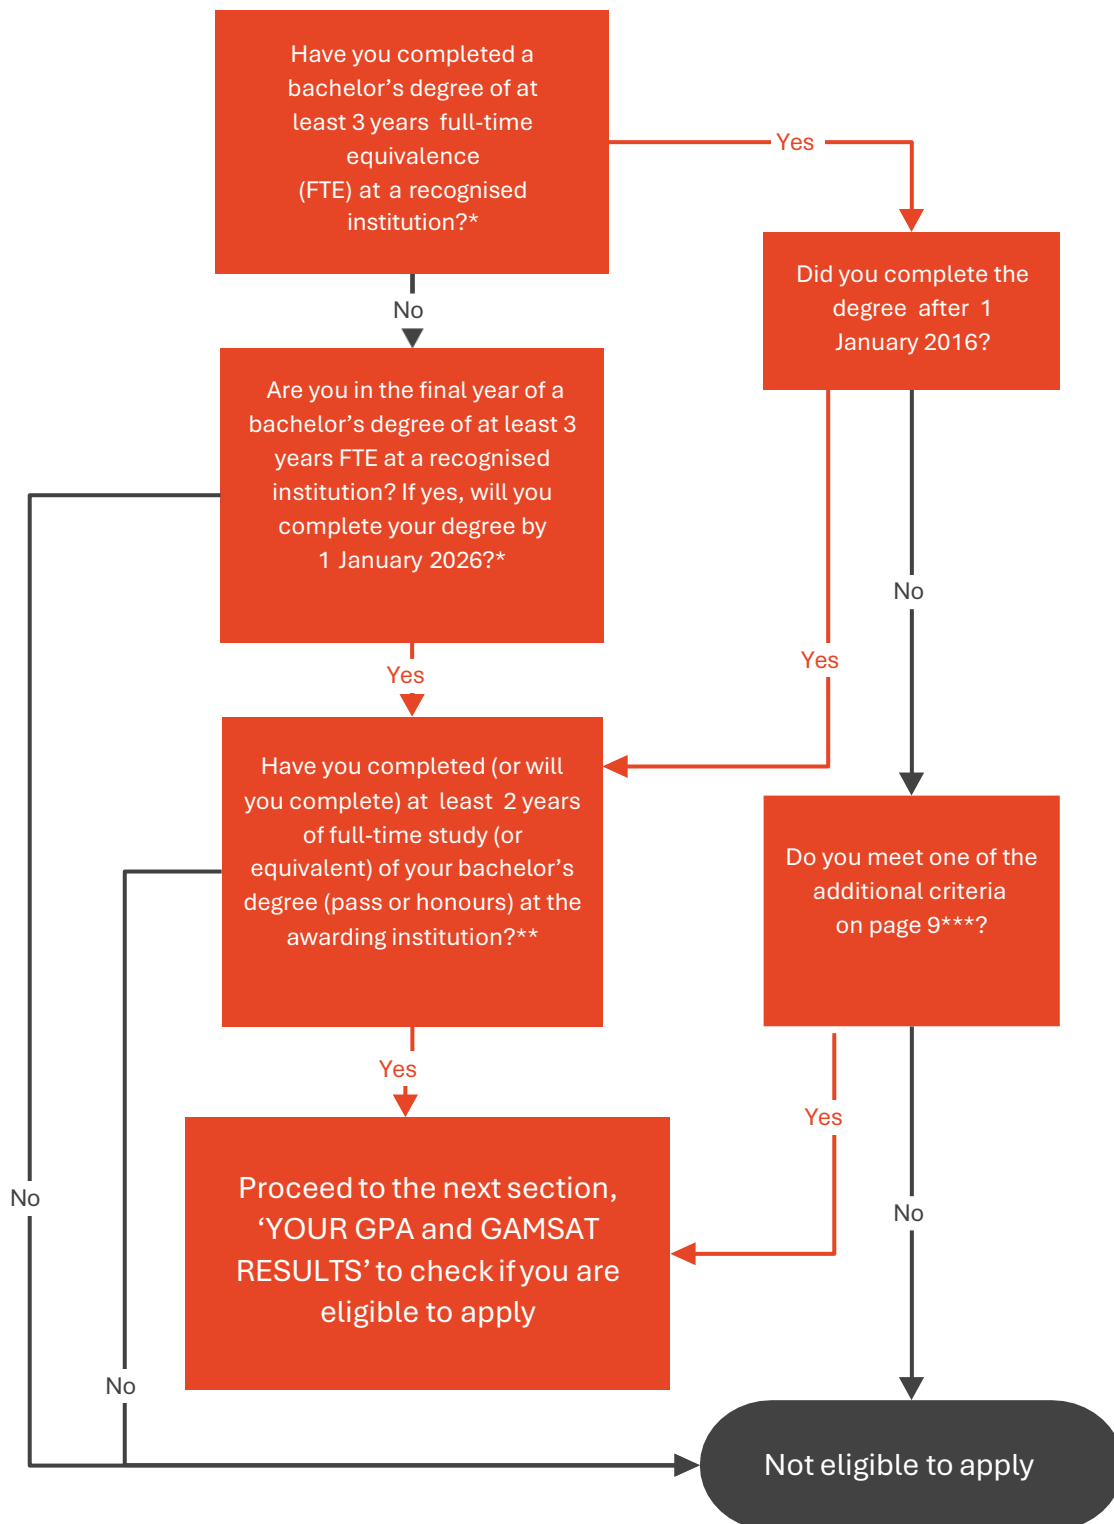 Have you completed a
bachelor's degree of at
least 3 years full-time
equivalence
(FTE) at a recognised
institution?*
Yes
Did you complete the
degree after 1
January 2016?
No
Are you in the final year of a
bachelor's degree of at least 3
years FTE at a recognised
institution? If yes, will you
complete your degree by
1 January 2026?*
No
Yes
Yes
Have you completed (or will
you complete) at least 2 years
of full-time study (or
equivalent) of your bachelor's
degree (pass or honours) at the
awarding institution?**
Do you meet one of the
additional criteria
on page 9***?
Yes
Yes
Proceed to the next section,
'YOUR GPA and GAMSAT
RESULTS' to check if you are
eligible to apply
No
No
No
Not eligible to apply